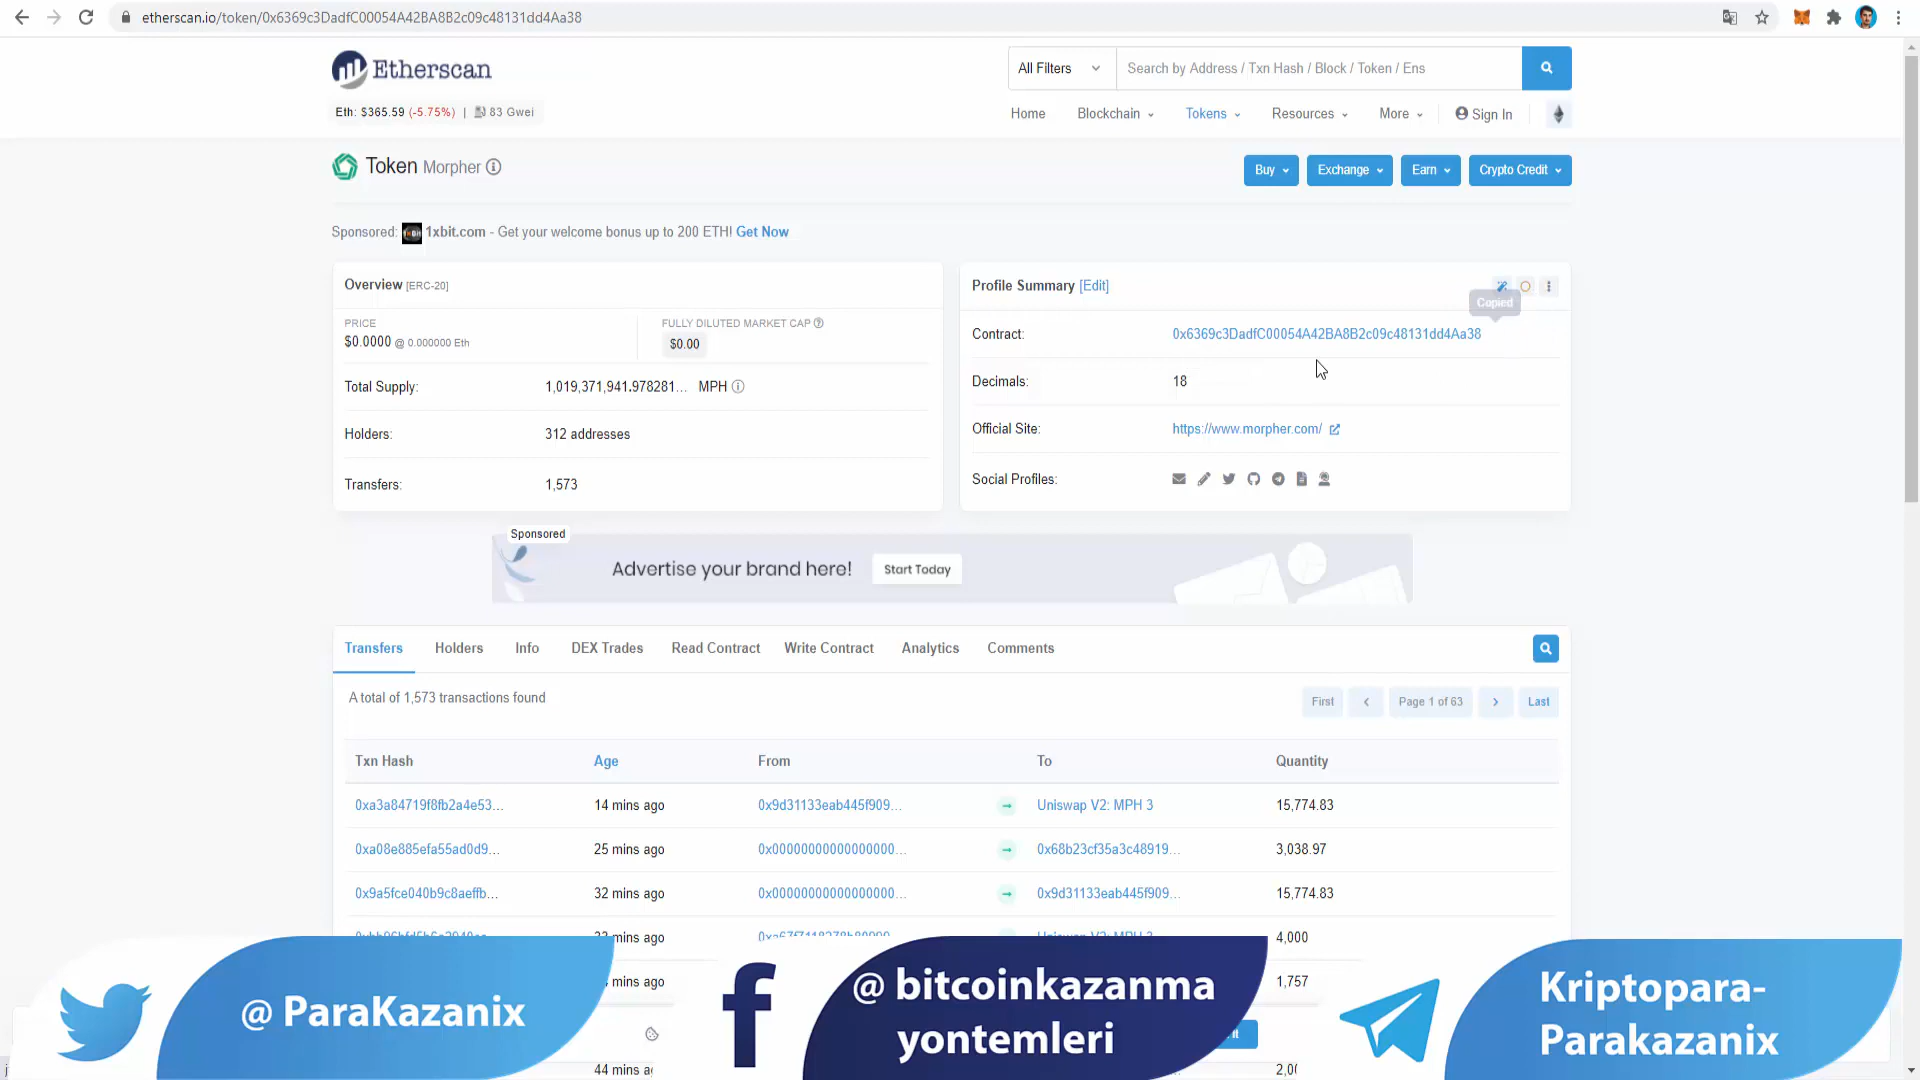 etherscan.io/token/0x6369c3DadfC00054A42BA8B2c09c48131dd4Aa38
Etherscan
All Filters
Search by Address / Txn Hash / Block / Token / Ens
Eth: $365.59 (-5.75%) | 83 Gwei
Home Blockchain Tokens Resources More Sign In
Token Morpher
Buy Exchange Earn Crypto Credit
Sponsored: 1xbit.com - Get your welcome bonus up to 200 ETH! Get Now
Overview [ERC-20]
PRICE
$0.0000 @ 0.000000 Eth
FULLY DILUTED MARKET CAP
$0.00
Total Supply: 1,019,371,941.978281... MPH
Holders: 312 addresses
Transfers: 1,573
Profile Summary [Edit]
Copied
Contract: 0x6369c3DadfC00054A42BA8B2c09c48131dd4Aa38
Decimals: 18
Official Site: https://www.morpher.com/
Social Profiles:
Sponsored
Advertise your brand here! Start Today
Transfers Holders Info DEX Trades Read Contract Write Contract Analytics Comments
A total of 1,573 transactions found
First Page 1 of 63 Last
Txn Hash Age From To Quantity
0xa3a84719f8fb2a4e53... 14 mins ago 0x9d31133eab445f909... Uniswap V2: MPH 3 15,774.83
0xa08e885efa55ad0d9... 25 mins ago 0x00000000000000000... 0x68b23cf35a3c48919... 3,038.97
0x9a5fce040b9c8aeffb... 32 mins ago 0x00000000000000000... 0x9d31133eab445f909... 15,774.83
mins ago Uniswap V2: MPH 3 4,000
mins ago 1,757
44 mins
@ ParaKazanix
@ bitcoinkazanma
yontemleri
Kriptopara-
Parakazanix